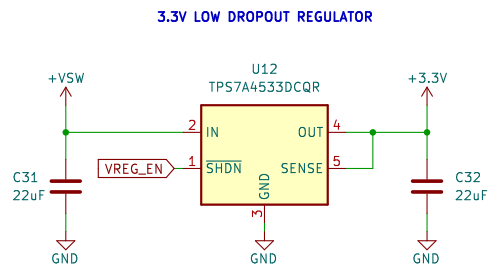 3.3V LOW DROPOUT REGULATOR
U12
TPS7A4533DCQR
+VSW
+3.3V
2 IN OUT 4
VREG_EN 1 SHDN SENSE 5
GND
3
C31
22uF
C32
22uF
GND GND GND